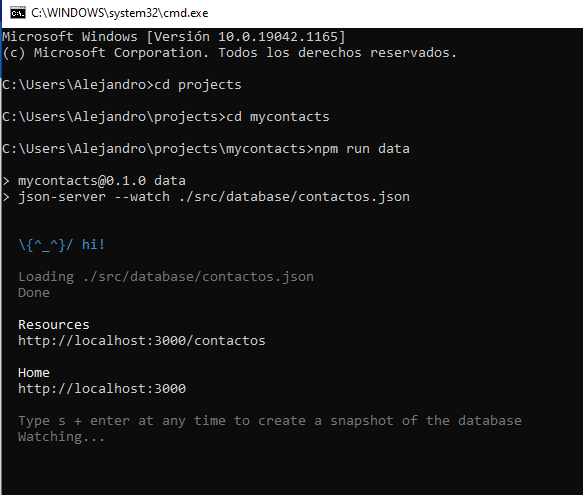 C:\WINDOWS\system32\cmd.exe
Microsoft Windows [Versión 10.0.19042.1165]
(c) Microsoft Corporation. Todos los derechos reservados.
C:\Users\Alejandro>cd projects
C:\Users\Alejandro\projects>cd mycontacts
C:\Users\Alejandro\projects\mycontacts>npm run data
> mycontacts@0.1.0 data
> json-server --watch ./src/database/contactos.json
\{^_^}/ hi!
Loading ./src/database/contactos.json
Done
Resources
http://localhost:3000/contactos
Home
http://localhost:3000
Type s + enter at any time to create a snapshot of the database
Watching...